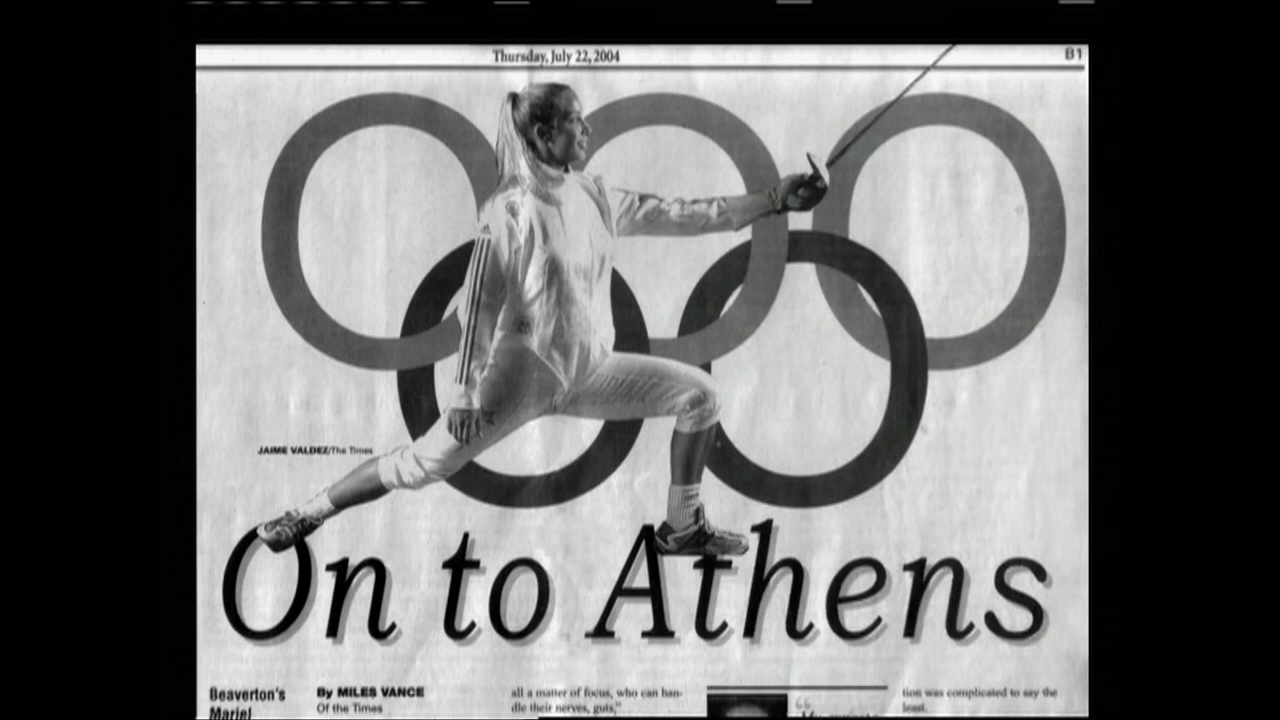 Thursday, July 22, 2004
B1
JAIME VALDEZ/The Times
On to Athens
Beaverton's
Mariel
By MILES VANCE
Of the Times
all a matter of focus, who can han-
dle their nerves, guts,"
tion was complicated to say the
least.